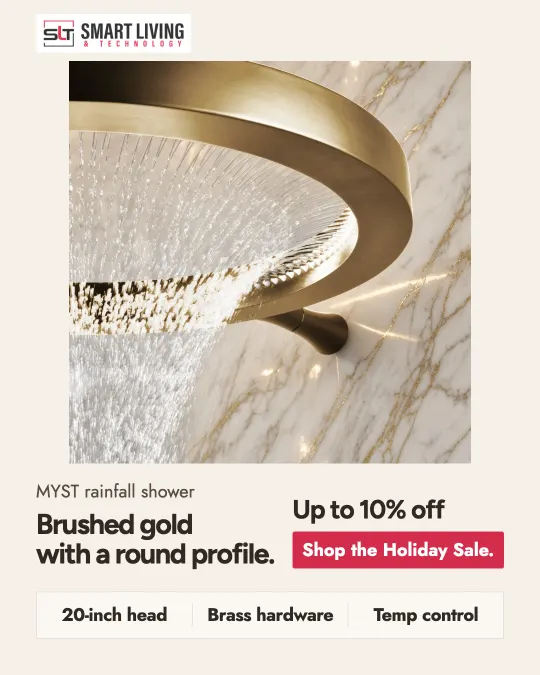 SLT SMART LIVING
& TECHNOLOGY
MYST rainfall shower
Brushed gold
with a round profile.
Up to 10% off
Shop the Holiday Sale.
20-inch head
Brass hardware
Temp control